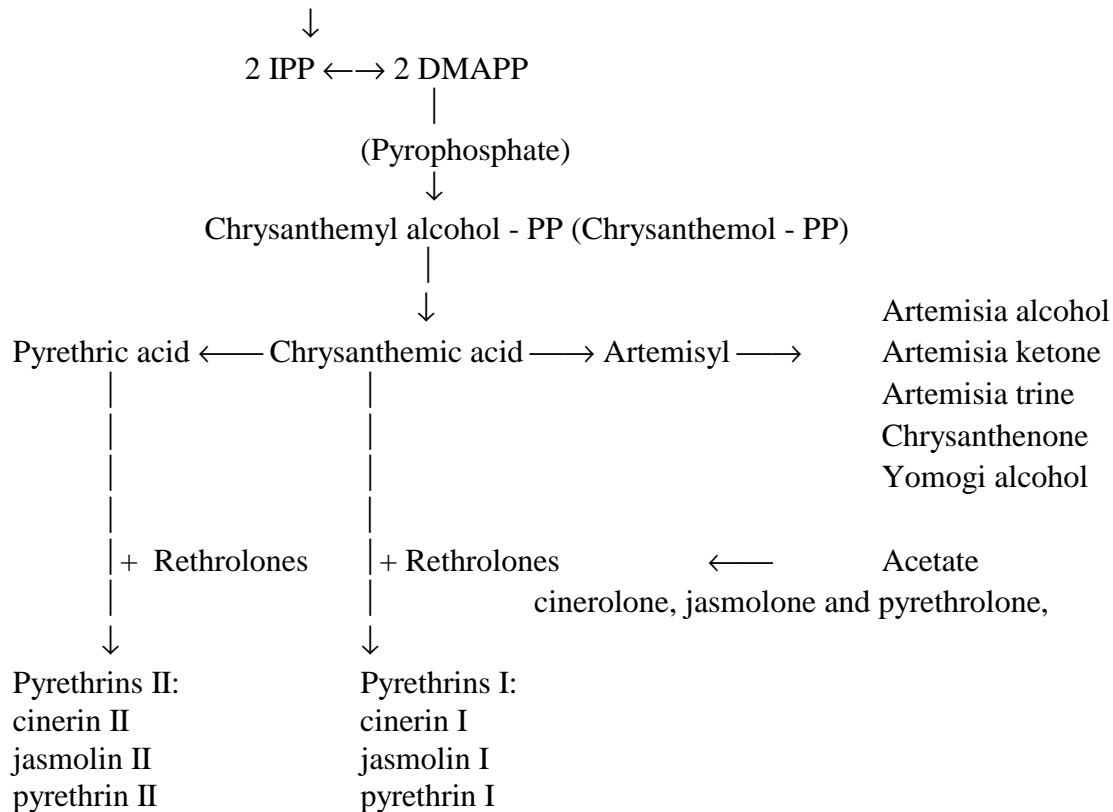 ↓
2 IPP ←→ 2 DMAPP
(Pyrophosphate)
↓
Chrysanthemyl alcohol - PP (Chrysanthemol - PP)
↓
Artemisia alcohol
Pyrethric acid ←── Chrysanthemic acid ──→ Artemisyl ──→ Artemisia ketone
Artemisia trine
Chrysanthenone
Yomogi alcohol
+ Rethrolones + Rethrolones ←── Acetate
cinerolone, jasmolone and pyrethrolone,
↓ ↓
Pyrethrins II: Pyrethrins I:
cinerin II cinerin I
jasmolin II jasmolin I
pyrethrin II pyrethrin I